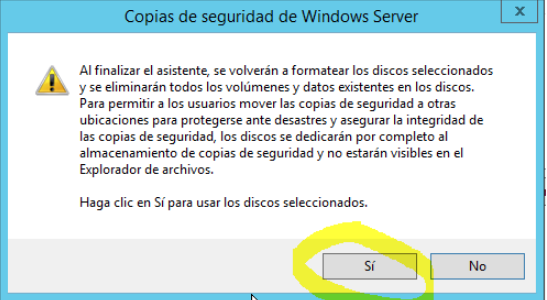 Copias de seguridad de Windows Server
x
Al finalizar el asistente, se volverán a formatear los discos seleccionados
y se eliminarán todos los volúmenes y datos existentes en los discos.
Para permitir a los usuarios mover las copias de seguridad a otras
ubicaciones para protegerse ante desastres y asegurar la integridad de
las copias de seguridad, los discos se dedicarán por completo al
almacenamiento de copias de seguridad y no estarán visibles en el
Explorador de archivos.
Haga clic en Sí para usar los discos seleccionados.
Sí
No